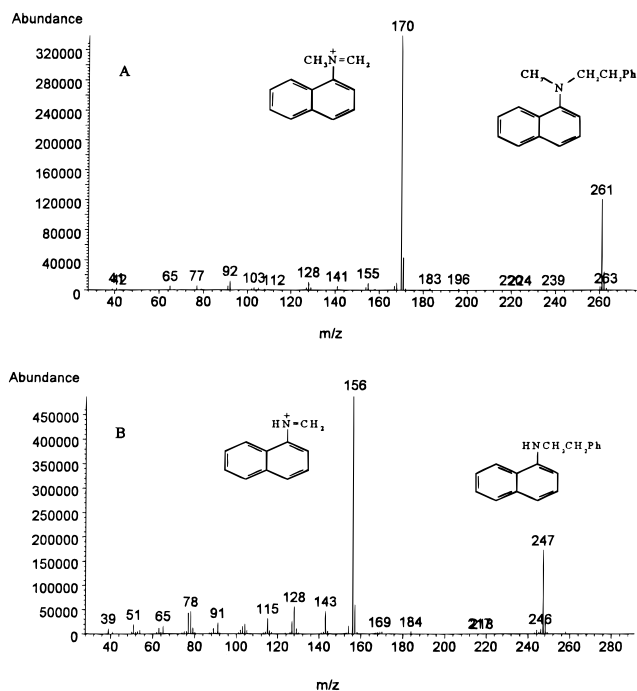 Abundance
170
320000
+
CH₃N=CH₂
A
280000
CH₃ CH₂CH₂Ph
N
240000
200000
160000
261
120000
80000
40000
41 42 65 77 92 103 112 128 141 155 183 196 224 239 263
0
40 60 80 100 120 140 160 180 200 220 240 260
m/z
Abundance
156
450000
+
HN=CH₂
B
400000
HNCH₂CH₂Ph
350000
300000
250000
200000
247
150000
100000
50000
39 51 65 78 91 115 128 143 169 184 218 246
0
40 60 80 100 120 140 160 180 200 220 240 260 280
m/z